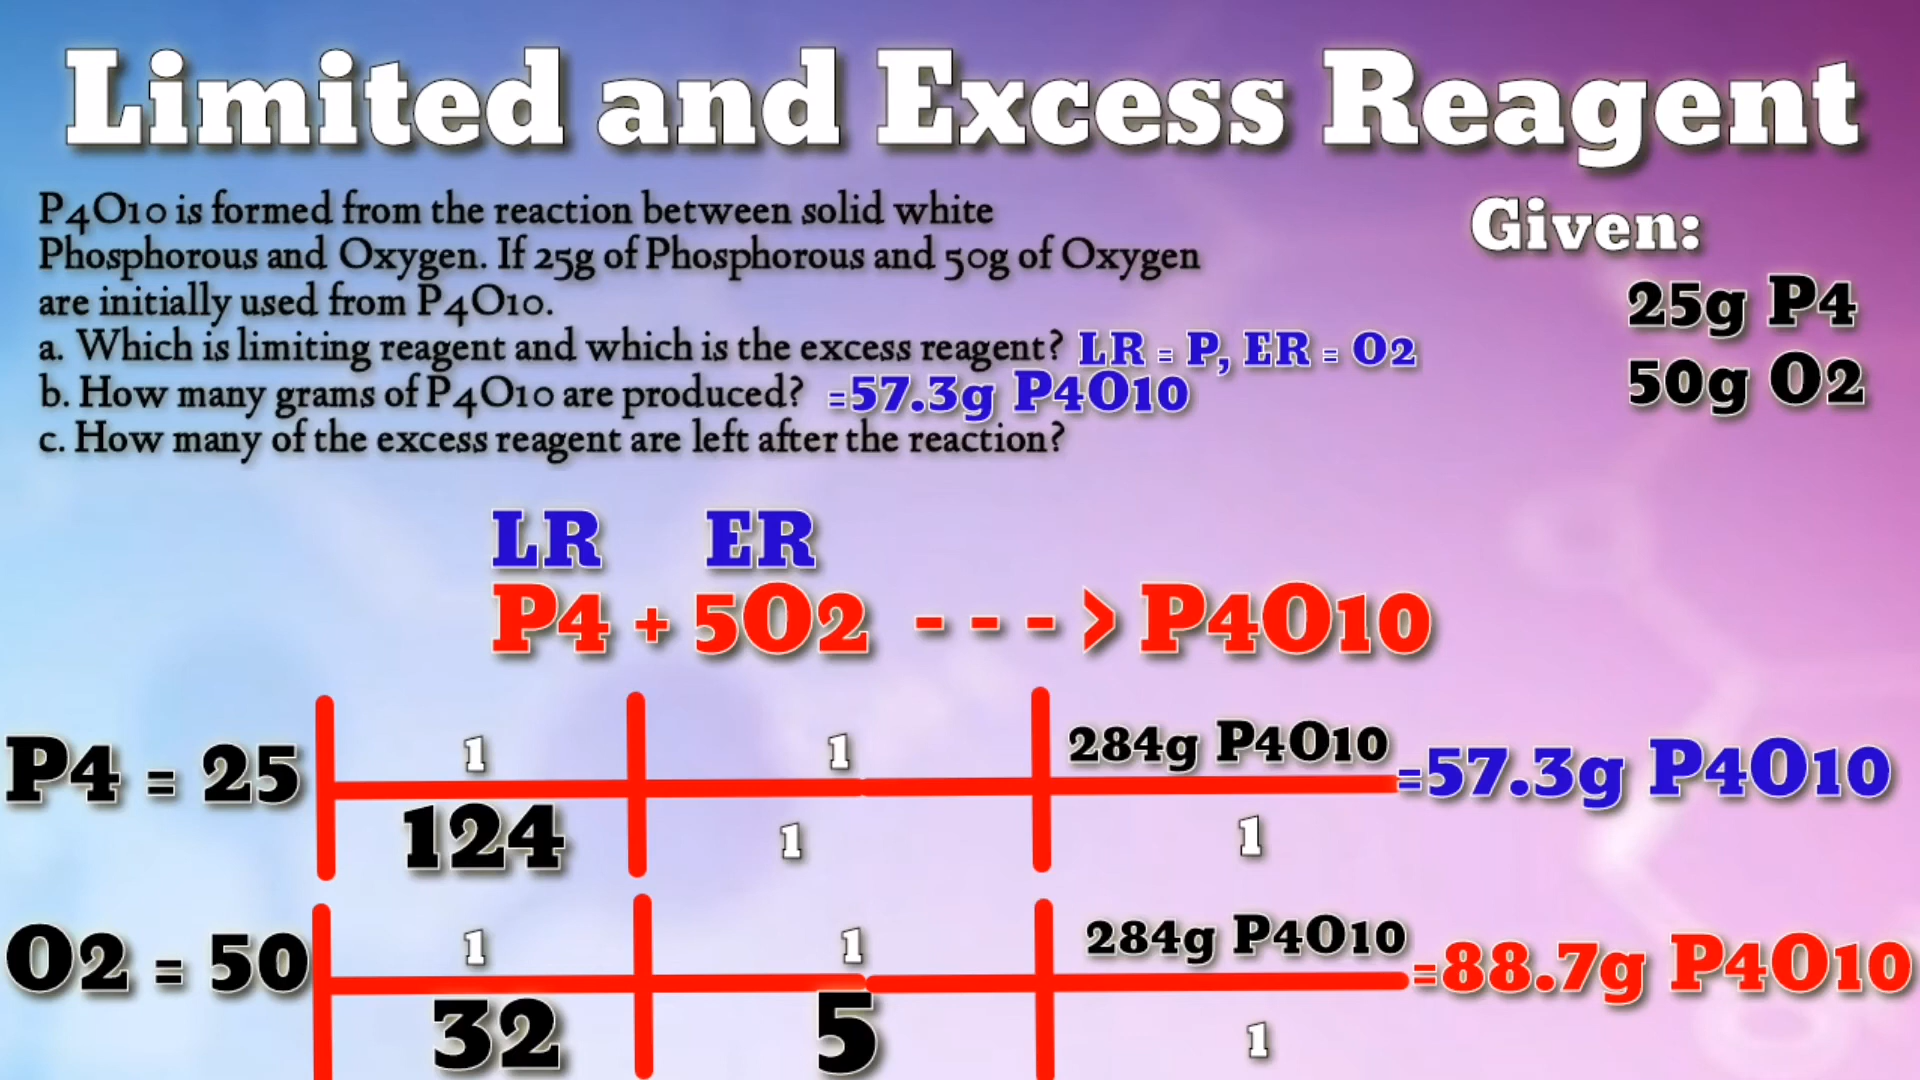 Limited and Excess Reagent
P4O10 is formed from the reaction between solid white
Phosphorous and Oxygen. If 25g of Phosphorous and 50g of Oxygen
are initially used from P4O10.
a. Which is limiting reagent and which is the excess reagent? LR = P, ER = O2
b. How many grams of P4O10 are produced? =57.3g P4O10
c. How many of the excess reagent are left after the reaction?
Given:
25g P4
50g O2
LR ER
P4 + 5O2 - - - > P4O10
P4 = 25
1 1 284g P4O10
=57.3g P4O10
124 1 1
O2 = 50
1 1 284g P4O10
=88.7g P4O10
32 5 1